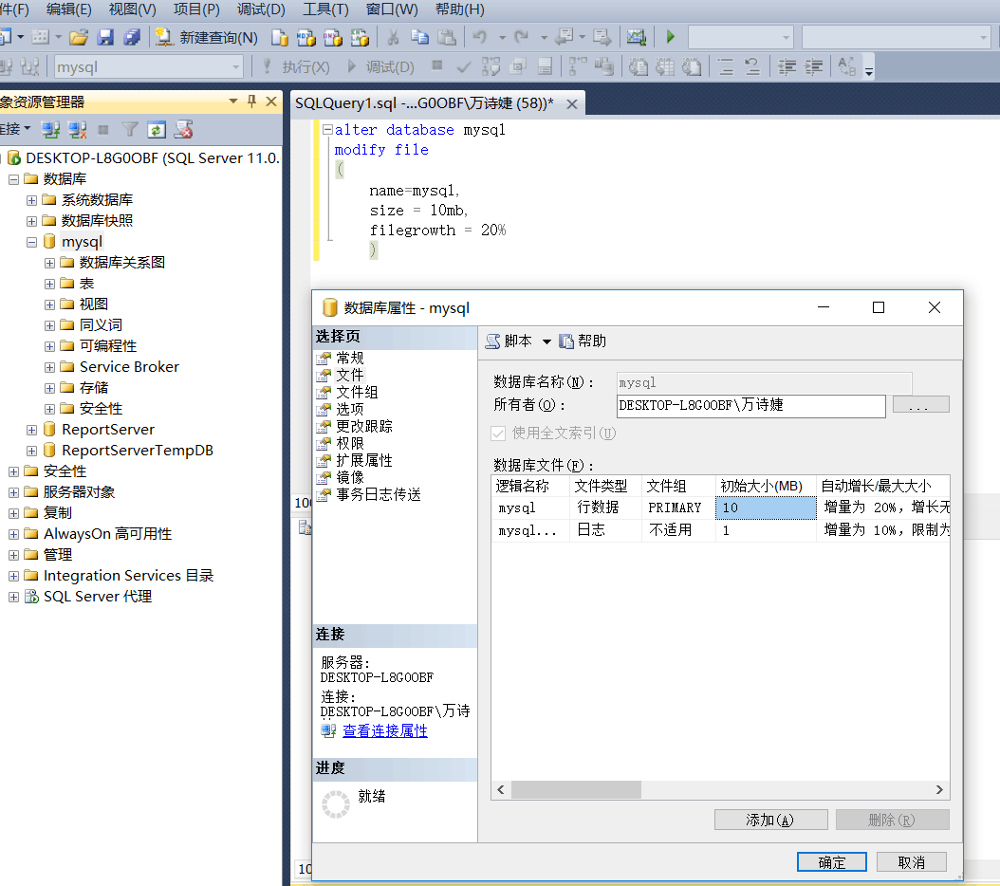 件(F) 编辑(E) 视图(V) 项目(P) 调试(D) 工具(T) 窗口(W) 帮助(H)
新建查询(N)
mysql 执行(X) 调试(D)
象资源管理器
连接
DESKTOP-L8G0OBF (SQL Server 11.0.
数据库
系统数据库
数据库快照
mysql
数据库关系图
表
视图
同义词
可编程性
Service Broker
存储
安全性
ReportServer
ReportServerTempDB
安全性
服务器对象
复制
AlwaysOn 高可用性
管理
Integration Services 目录
SQL Server 代理
SQLQuery1.sql -...G0OBF\万诗婕 (58))*
alter database mysql
modify file
(
name=mysql,
size = 10mb,
filegrowth = 20%
)
100
10
数据库属性 - mysql
选择页
常规
文件
文件组
选项
更改跟踪
权限
扩展属性
镜像
事务日志传送
连接
服务器:
DESKTOP-L8G0OBF
连接:
DESKTOP-L8G0OBF\万诗
查看连接属性
进度
就绪
脚本 帮助
数据库名称(N): mysql
所有者(O): DESKTOP-L8G0OBF\万诗婕 ...
使用全文索引(U)
数据库文件(F):
逻辑名称 文件类型 文件组 初始大小(MB) 自动增长/最大大小
mysql 行数据 PRIMARY 10 增量为 20%，增长无
mysql... 日志 不适用 1 增量为 10%，限制为
添加(A) 删除(R)
确定 取消